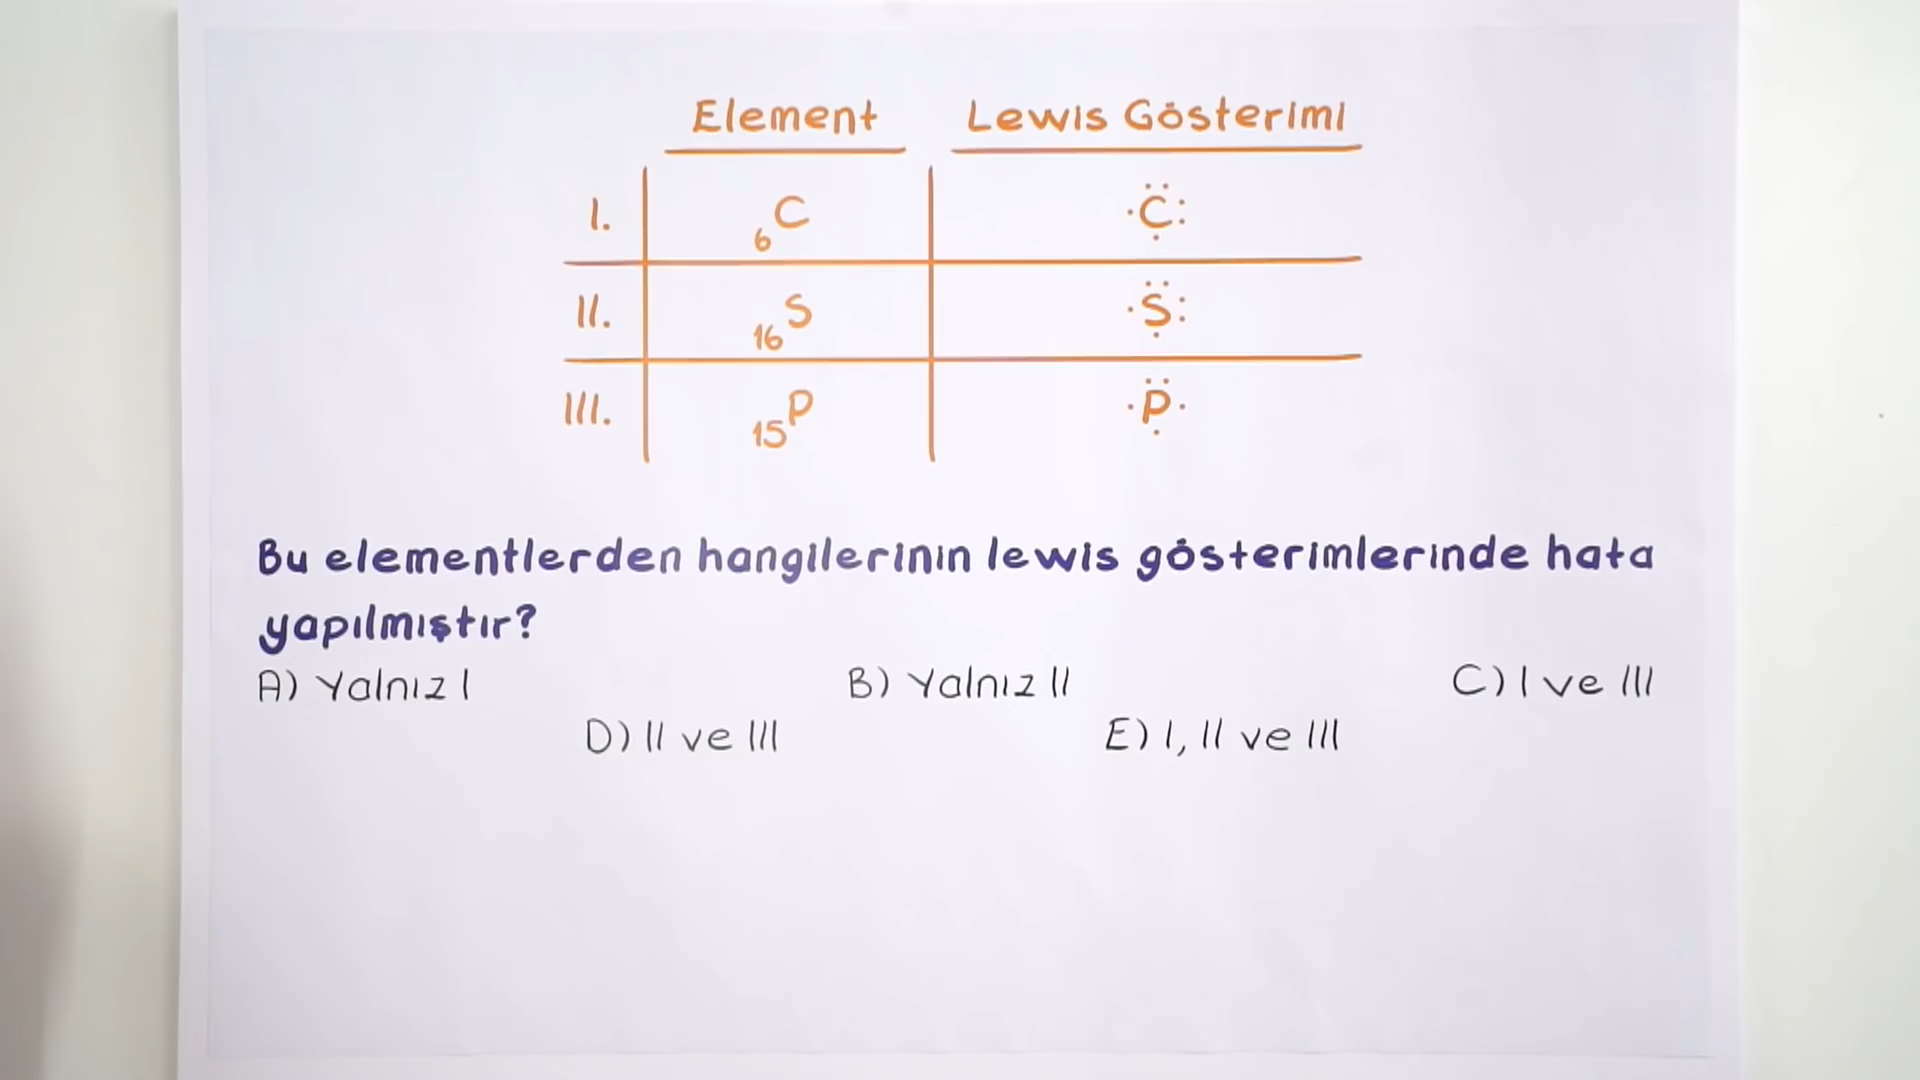 Element Lewis Gösterimi
I. ₆C ·C̤̈:
II. ₁₆S ·S̤̈:
III. ₁₅P ·P̣̈·
Bu elementlerden hangilerinin lewis gösterimlerinde hata
yapılmıştır?
A) Yalnız I B) Yalnız II C) I ve III
D) II ve III E) I, II ve III